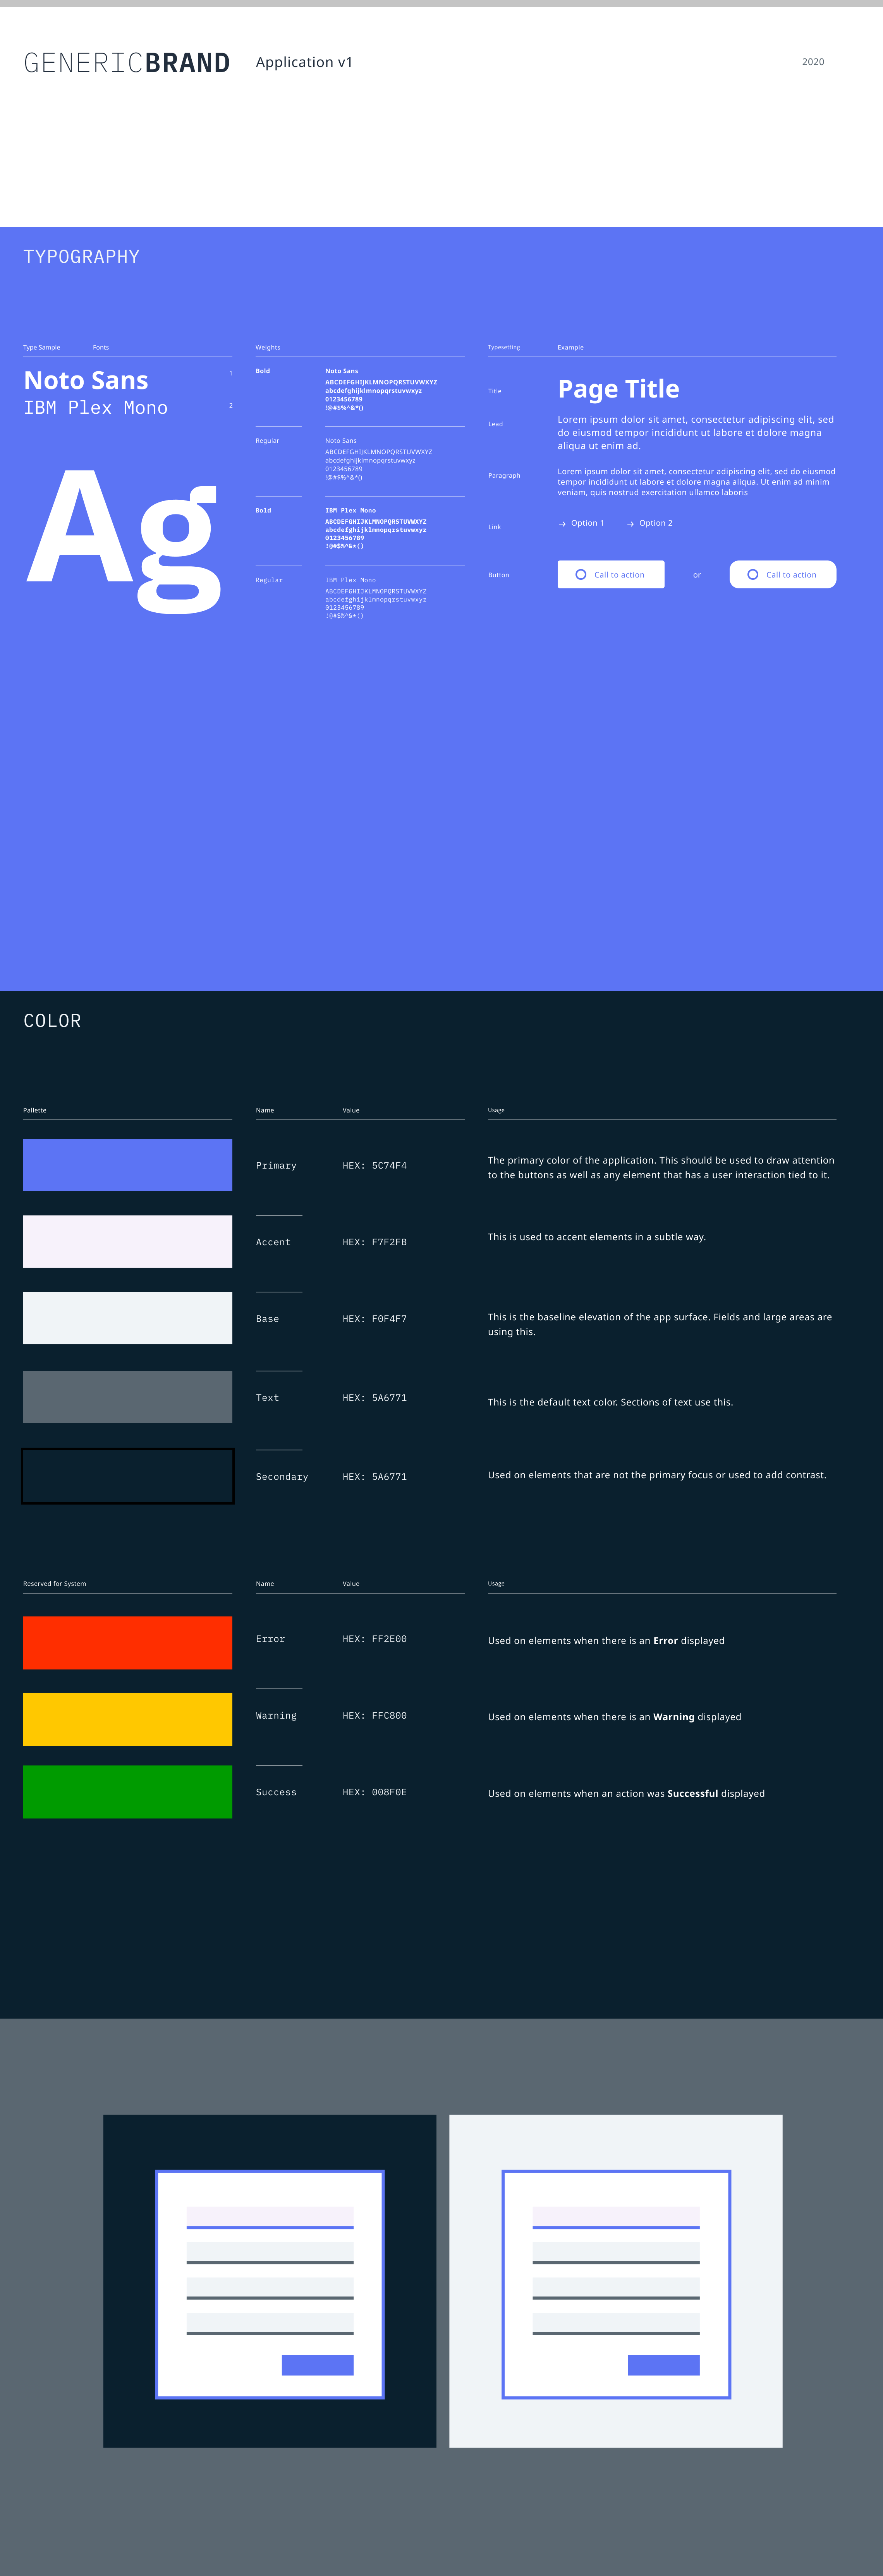 GENERICBRAND
Application v1
2020
TYPOGRAPHY
Type Sample
Fonts
Noto Sans
1
IBM Plex Mono
2
Ag
Weights
Bold
Noto Sans
ABCDEFGHIJKLMNOPQRSTUVWXYZ
abcdefghijklmnopqrstuvwxyz
0123456789
!@#$%^&*()
Regular
Noto Sans
ABCDEFGHIJKLMNOPQRSTUVWXYZ
abcdefghijklmnopqrstuvwxyz
0123456789
!@#$%^&*()
Bold
IBM Plex Mono
ABCDEFGHIJKLMNOPQRSTUVWXYZ
abcdefghijklmnopqrstuvwxyz
0123456789
!@#$%^&*()
Regular
IBM Plex Mono
ABCDEFGHIJKLMNOPQRSTUVWXYZ
abcdefghijklmnopqrstuvwxyz
0123456789
!@#$%^&*()
Typesetting
Example
Title
Page Title
Lead
Lorem ipsum dolor sit amet, consectetur adipiscing elit, sed
do eiusmod tempor incididunt ut labore et dolore magna
aliqua ut enim ad.
Paragraph
Lorem ipsum dolor sit amet, consectetur adipiscing elit, sed do eiusmod
tempor incididunt ut labore et dolore magna aliqua. Ut enim ad minim
veniam, quis nostrud exercitation ullamco laboris
Link
→ Option 1
→ Option 2
Button
Call to action
or
Call to action
COLOR
Pallette
Name
Value
Usage
Primary
HEX: 5C74F4
The primary color of the application. This should be used to draw attention
to the buttons as well as any element that has a user interaction tied to it.
Accent
HEX: F7F2FB
This is used to accent elements in a subtle way.
Base
HEX: F0F4F7
This is the baseline elevation of the app surface. Fields and large areas are
using this.
Text
HEX: 5A6771
This is the default text color. Sections of text use this.
Secondary
HEX: 5A6771
Used on elements that are not the primary focus or used to add contrast.
Reserved for System
Name
Value
Usage
Error
HEX: FF2E00
Used on elements when there is an Error displayed
Warning
HEX: FFC800
Used on elements when there is an Warning displayed
Success
HEX: 008F0E
Used on elements when an action was Successful displayed